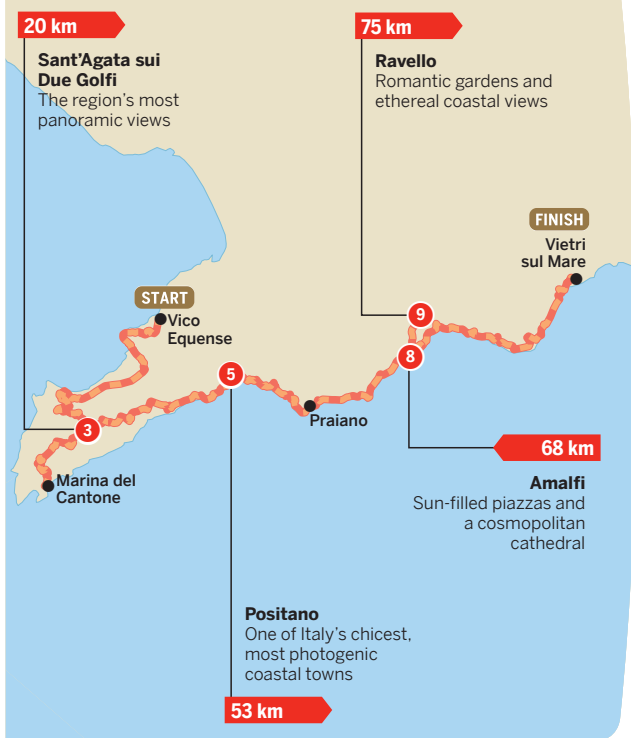 20 km
Sant'Agata sui
Due Golfi
The region's most
panoramic views
75 km
Ravello
Romantic gardens and
ethereal coastal views
FINISH
Vietri
sul Mare
START
Vico
Equense
9
8
5
3
Praiano
Marina del
Cantone
68 km
Amalfi
Sun-filled piazzas and
a cosmopolitan
cathedral
Positano
One of Italy's chicest,
most photogenic
coastal towns
53 km